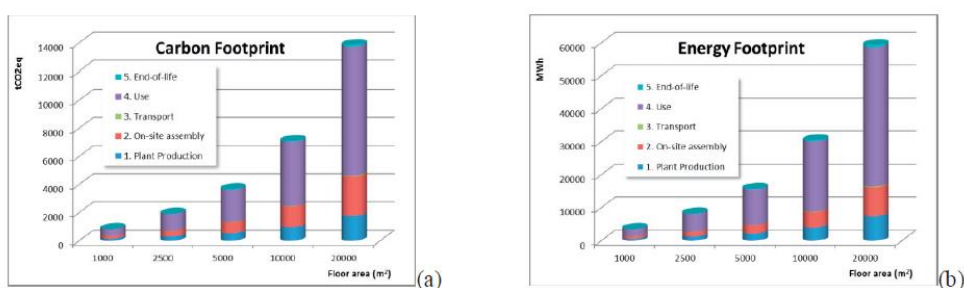 Carbon Footprint
tCO2eq
14000
12000
10000
8000
6000
4000
2000
0
5. End-of-life
4. Use
3. Transport
2. On-site assembly
1. Plant Production
1000 2500 5000 10000 20000
Floor area (m²)
(a)
Energy Footprint
MWh
60000
50000
40000
30000
20000
10000
0
5. End-of-life
4. Use
3. Transport
2. On-site assembly
1. Plant Production
1000 2500 5000 10000 20000
Floor area (m²)
(b)